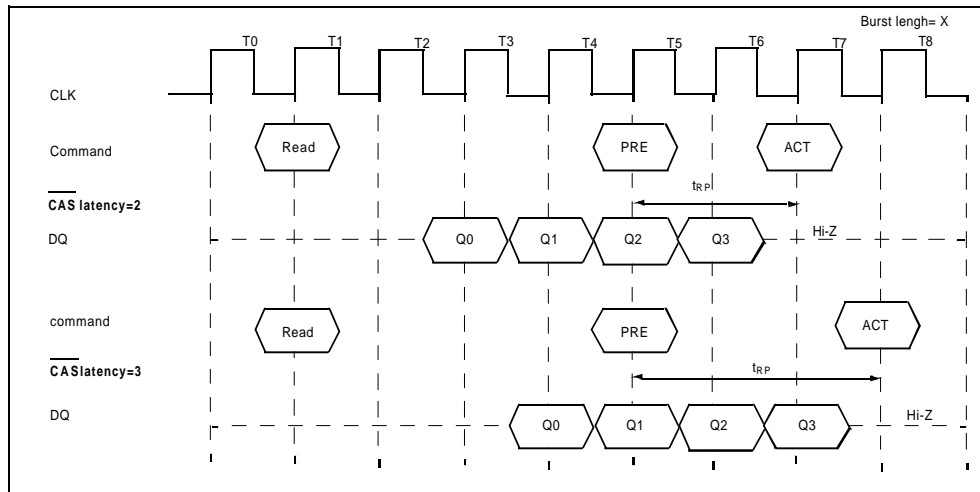 Burst lengh= X
T0 T1 T2 T3 T4 T5 T6 T7 T8
CLK
Command Read PRE ACT
CAS latency=2 tRP
DQ Q0 Q1 Q2 Q3 Hi-Z
command Read PRE ACT
CASlatency=3 tRP
DQ Q0 Q1 Q2 Q3 Hi-Z